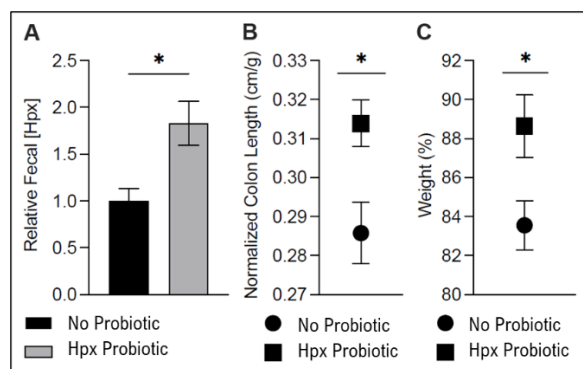 A
Relative Fecal [Hpx]
2.5
2.0
1.5
1.0
0.5
0.0
*
No Probiotic
Hpx Probiotic
B
Normalized Colon Length (cm/g)
0.33
0.32
0.31
0.30
0.29
0.28
0.27
*
No Probiotic
Hpx Probiotic
C
Weight (%)
92
90
88
86
84
82
80
*
No Probiotic
Hpx Probiotic